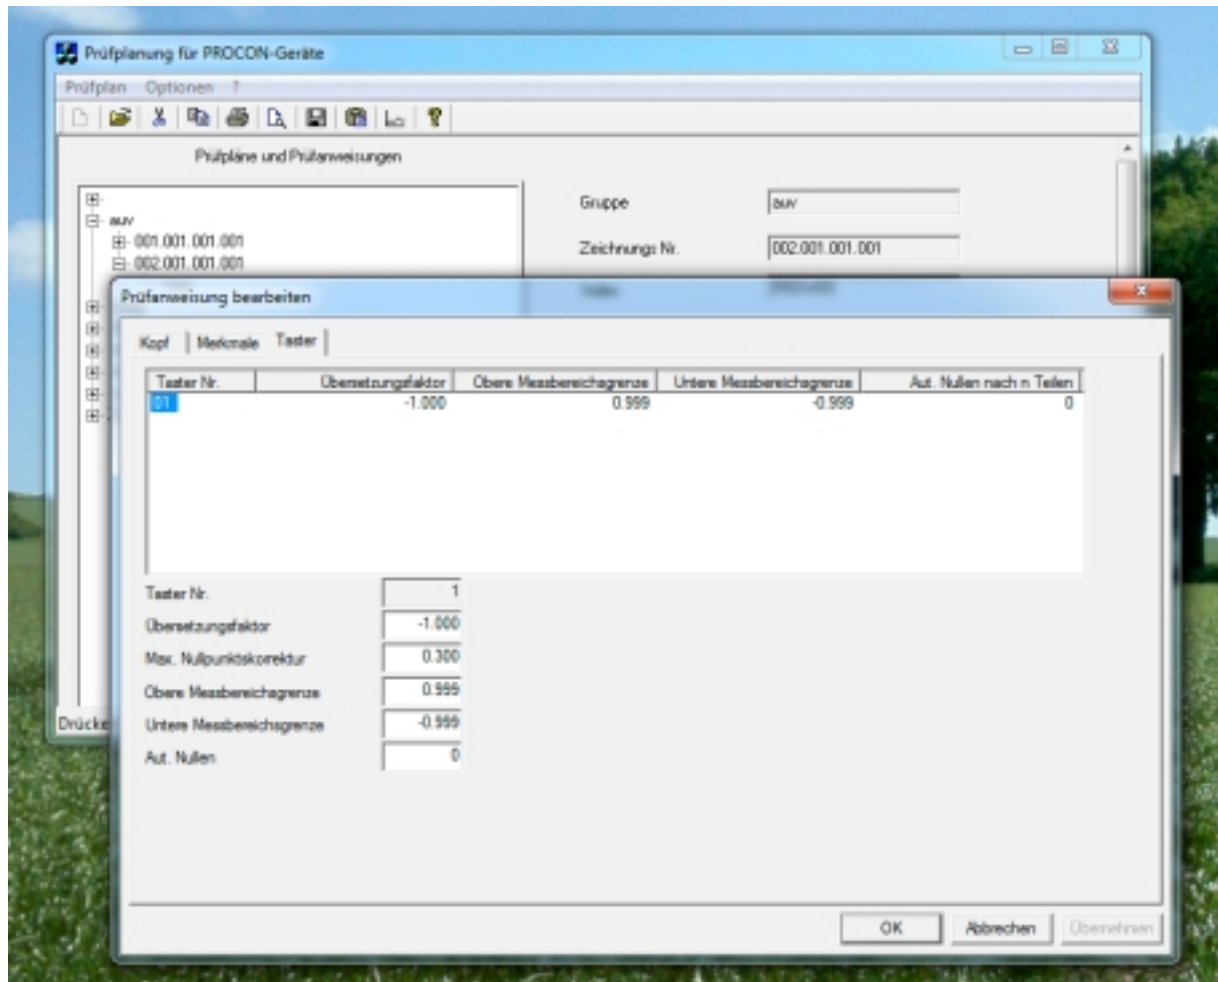 Prüfplanung für PROCON-Geräte
Prüfplan Optionen ?
Prüfpläne und Prüfanweisungen
auv
001.001.001.001
002.001.001.001
Gruppe auv
Zeichnungs Nr. 002.001.001.001
Prüfanweisung bearbeiten
Kopf Merkmale Taster
Taster Nr. Übersetzungsfaktor Obere Messbereichsgrenze Untere Messbereichsgrenze Aut. Nullen nach n Teilen
01 -1.000 0.999 -0.999 0
Taster Nr. 1
Übersetzungsfaktor -1.000
Max. Nullpunktskorrektur 0.300
Obere Messbereichsgrenze 0.999
Untere Messbereichsgrenze -0.999
Aut. Nullen 0
Drücke
OK Abbrechen Übernehmen